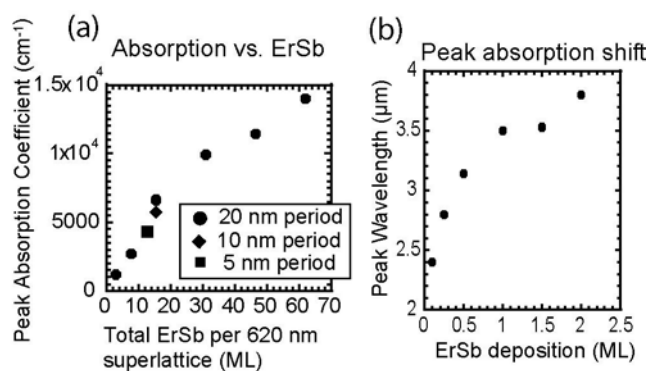 (a)
Absorption vs. ErSb
Peak Absorption Coefficient (cm⁻¹)
1.5x10⁴
1x10⁴
5000
0
20 nm period
10 nm period
5 nm period
0 10 20 30 40 50 60 70
Total ErSb per 620 nm
superlattice (ML)
(b)
Peak absorption shift
Peak Wavelength (µm)
4
3.5
3
2.5
2
0 0.5 1 1.5 2 2.5
ErSb deposition (ML)